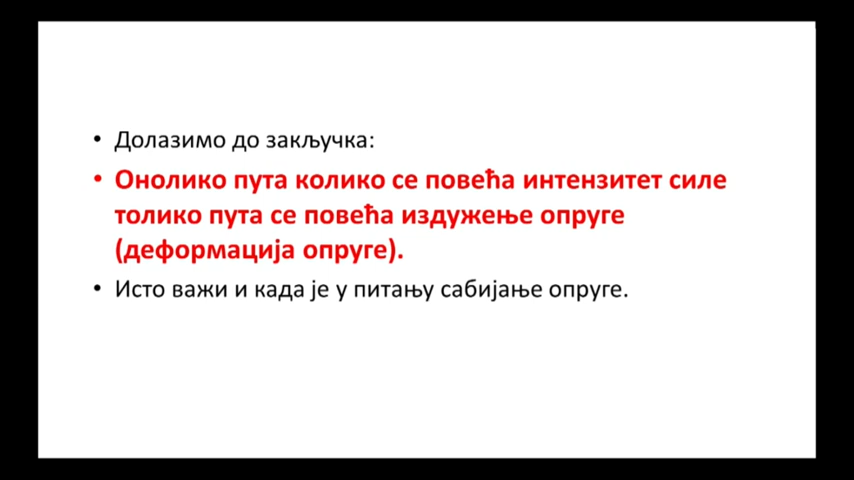 • Долазимо до закључка:
• Онолико пута колико се повећа интензитет силе
толико пута се повећа издужење опруге
(деформација опруге).
• Исто важи и када је у питању сабијање опруге.